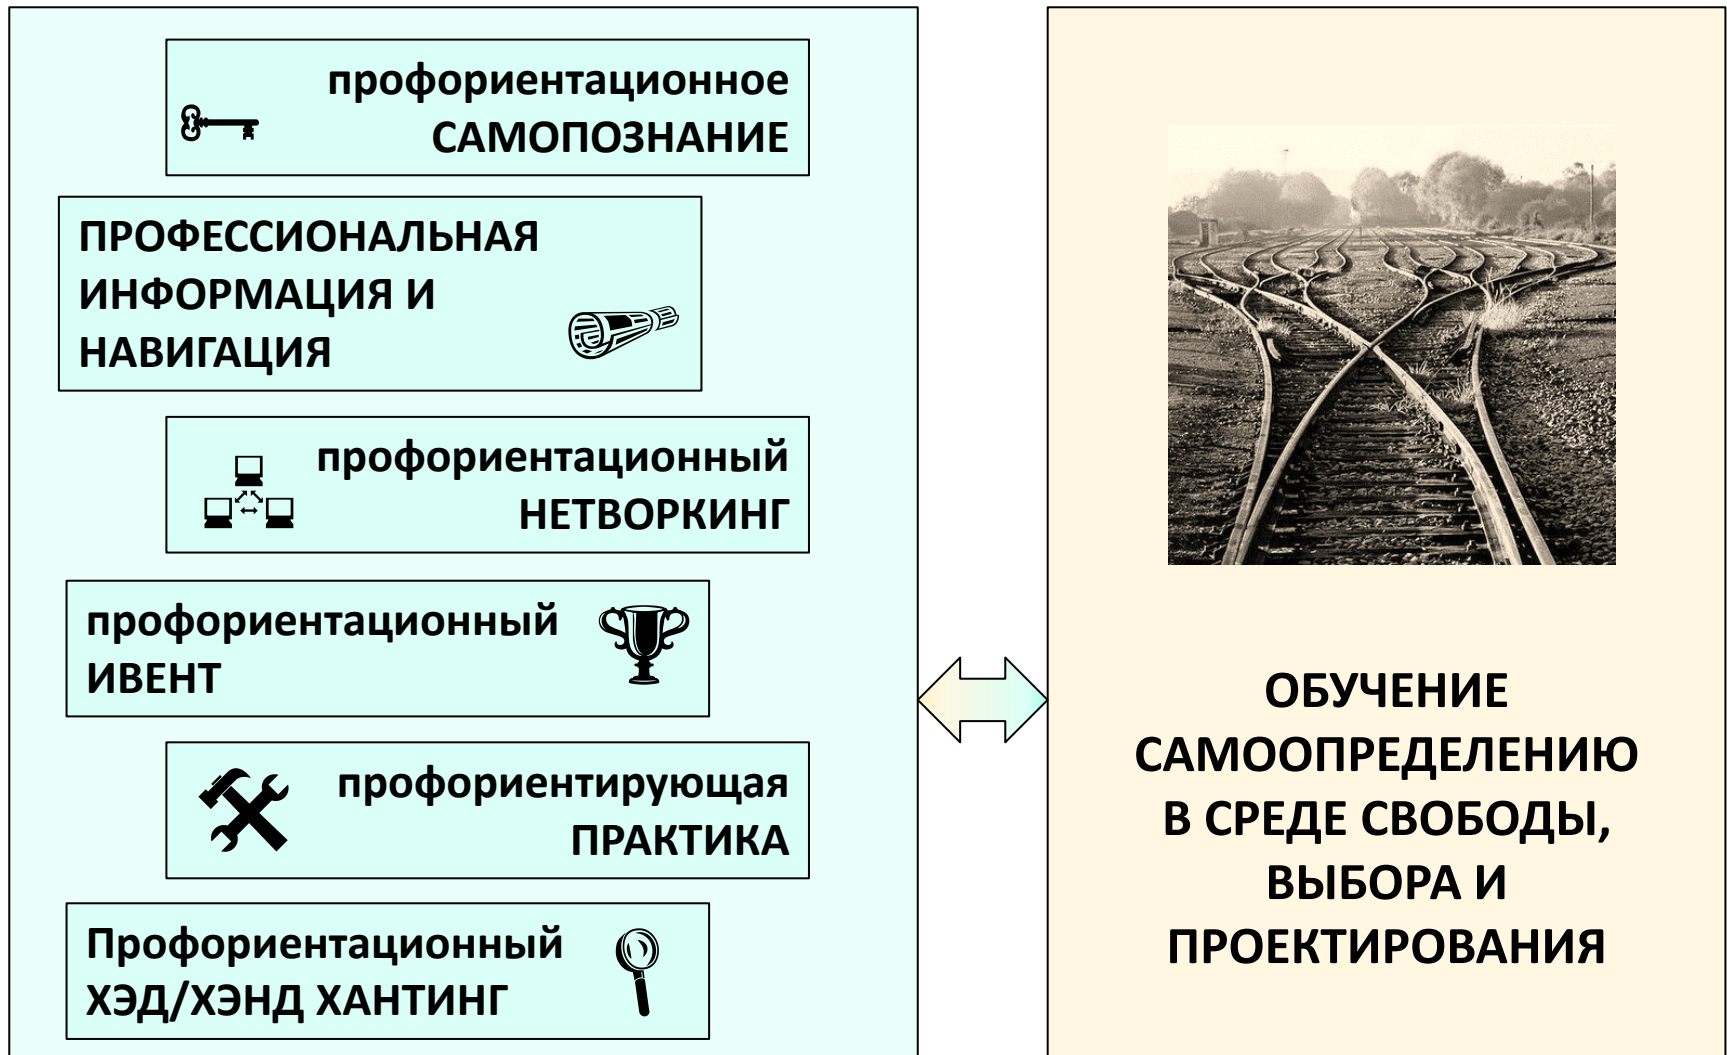 профориентационное
САМОПОЗНАНИЕ
ПРОФЕССИОНАЛЬНАЯ
ИНФОРМАЦИЯ И
НАВИГАЦИЯ
профориентационный
НЕТВОРКИНГ
профориентационный
ИВЕНТ
профориентирующая
ПРАКТИКА
Профориентационный
ХЭД/ХЭНД ХАНТИНГ
ОБУЧЕНИЕ
САМООПРЕДЕЛЕНИЮ
В СРЕДЕ СВОБОДЫ,
ВЫБОРА И
ПРОЕКТИРОВАНИЯ